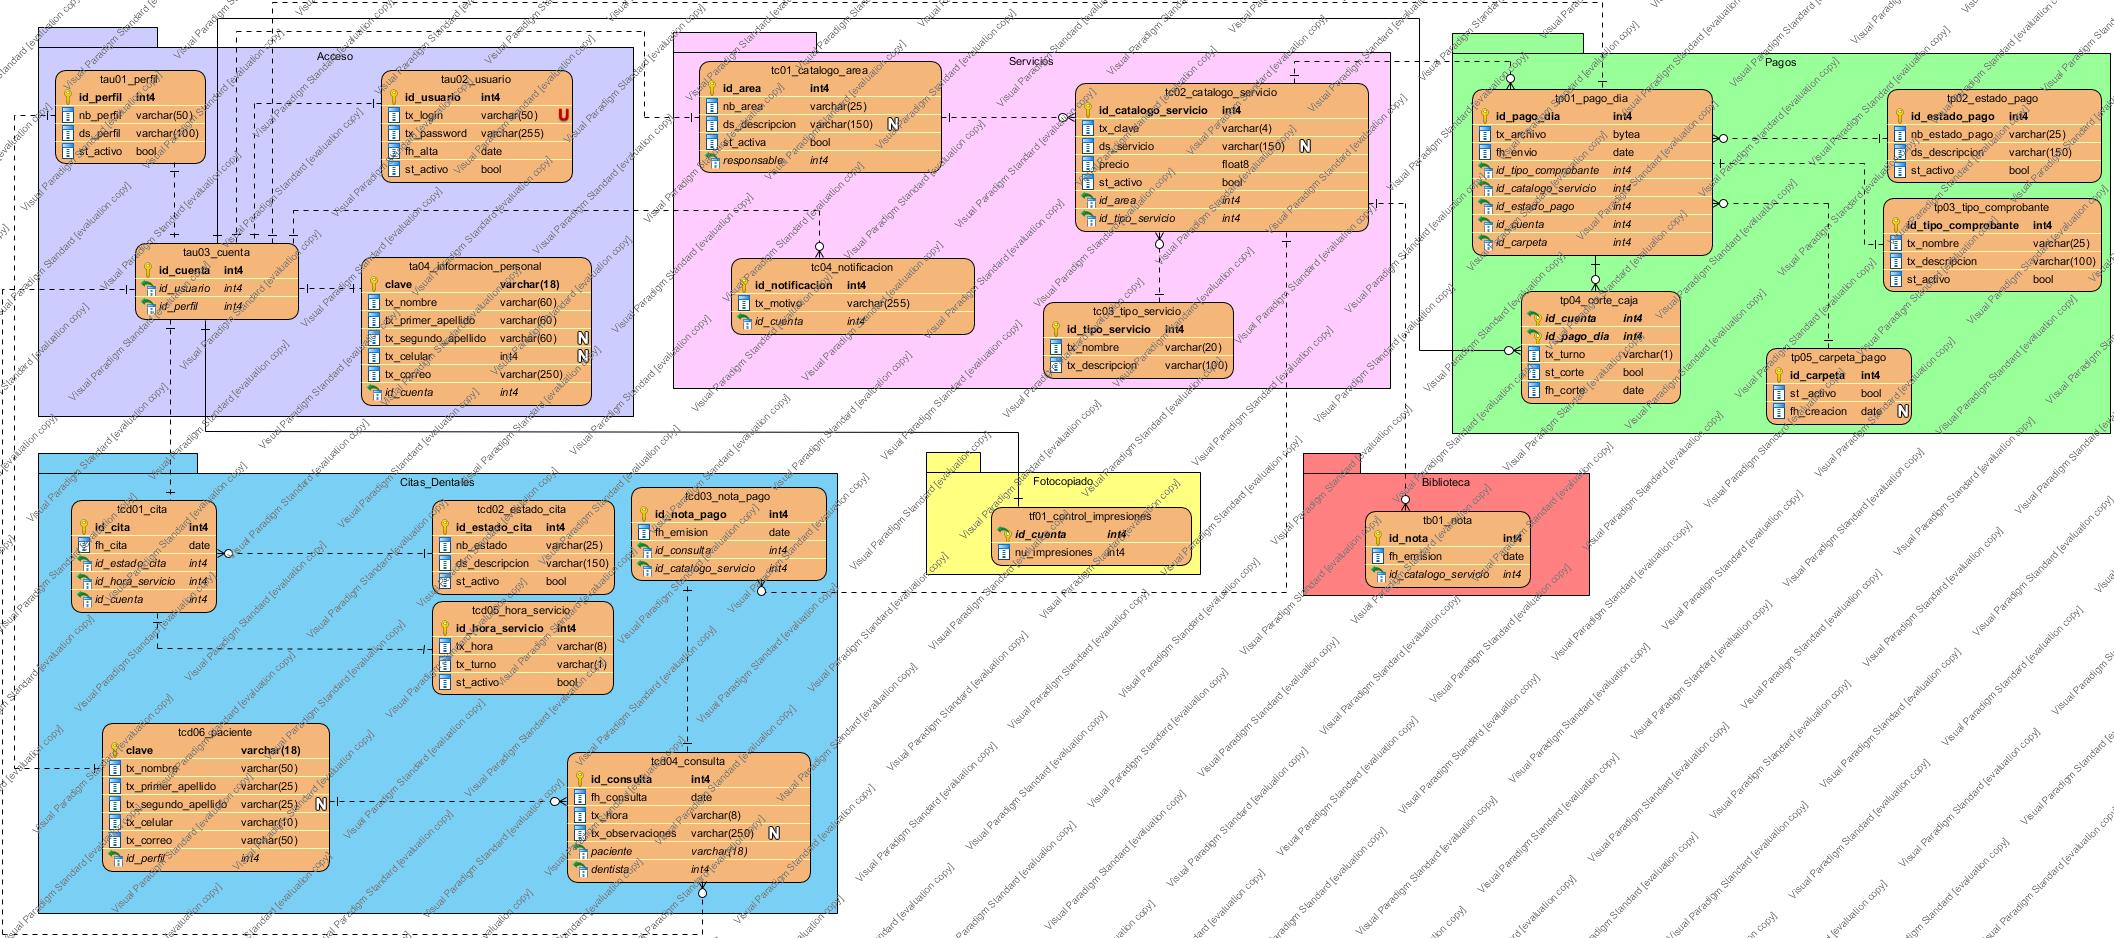 Acceso
tau01_perfil
id_perfil int4
nb_perfil varchar(50)
ds_perfil varchar(100)
st_activo bool
tau02_usuario
id_usuario int4
tx_login varchar(50) U
tx_password varchar(255)
fh_alta date
st_activo bool
tau03_cuenta
id_cuenta int4
id_usuario int4
id_perfil int4
ta04_informacion_personal
clave varchar(18)
tx_nombre varchar(60)
tx_primer_apellido varchar(60)
tx_segundo_apellido varchar(60) N
tx_celular int4 N
tx_correo varchar(250)
id_cuenta int4
Servicios
tc01_catalogo_area
id_area int4
nb_area varchar(25)
ds_descripcion varchar(150) N
st_activa bool
responsable int4
tc02_catalogo_servicio
id_catalogo_servicio int4
tx_clave varchar(4)
ds_servicio varchar(150) N
precio float8
st_activo bool
id_area int4
id_tipo_servicio int4
tc04_notificacion
id_notificacion int4
tx_motivo varchar(255)
id_cuenta int4
tc03_tipo_servicio
id_tipo_servicio int4
tx_nombre varchar(20)
tx_descripcion varchar(100)
Pagos
tp01_pago_dia
id_pago_dia int4
tx_archivo bytea
fh_envio date
id_tipo_comprobante int4
id_catalogo_servicio int4
id_estado_pago int4
id_cuenta int4
id_carpeta int4
tp02_estado_pago
id_estado_pago int4
nb_estado_pago varchar(25)
ds_descripcion varchar(150)
st_activo bool
tp03_tipo_comprobante
id_tipo_comprobante int4
tx_nombre varchar(25)
tx_descripcion varchar(100)
st_activo bool
tp04_corte_caja
id_cuenta int4
id_pago_dia int4
tx_turno varchar(1)
st_corte bool
fh_corte date
tp05_carpeta_pago
id_carpeta int4
st_activo bool
fh_creacion date N
Citas_Dentales
tcd01_cita
id_cita int4
fh_cita date
id_estado_cita int4
id_hora_servicio int4
id_cuenta int4
tcd02_estado_cita
id_estado_cita int4
nb_estado varchar(25)
ds_descripcion varchar(150)
st_activo bool
tcd03_nota_pago
id_nota_pago int4
fh_emision date
id_consulta int4
id_catalogo_servicio int4
tcd05_hora_servicio
id_hora_servicio int4
tx_hora varchar(8)
tx_turno varchar(1)
st_activo bool
tcd06_paciente
clave varchar(18)
tx_nombre varchar(50)
tx_primer_apellido varchar(25)
tx_segundo_apellido varchar(25) N
tx_celular varchar(10)
tx_correo varchar(50)
id_perfil int4
tcd04_consulta
id_consulta int4
fh_consulta date
tx_hora varchar(8)
tx_observaciones varchar(250) N
paciente varchar(18)
dentista int4
Fotocopiado
tf01_control_impresiones
id_cuenta int4
nu_impresiones int4
Biblioteca
tb01_nota
id_nota int4
fh_emision date
id_catalogo_servicio int4
Visual Paradigm Standard [evaluation copy]